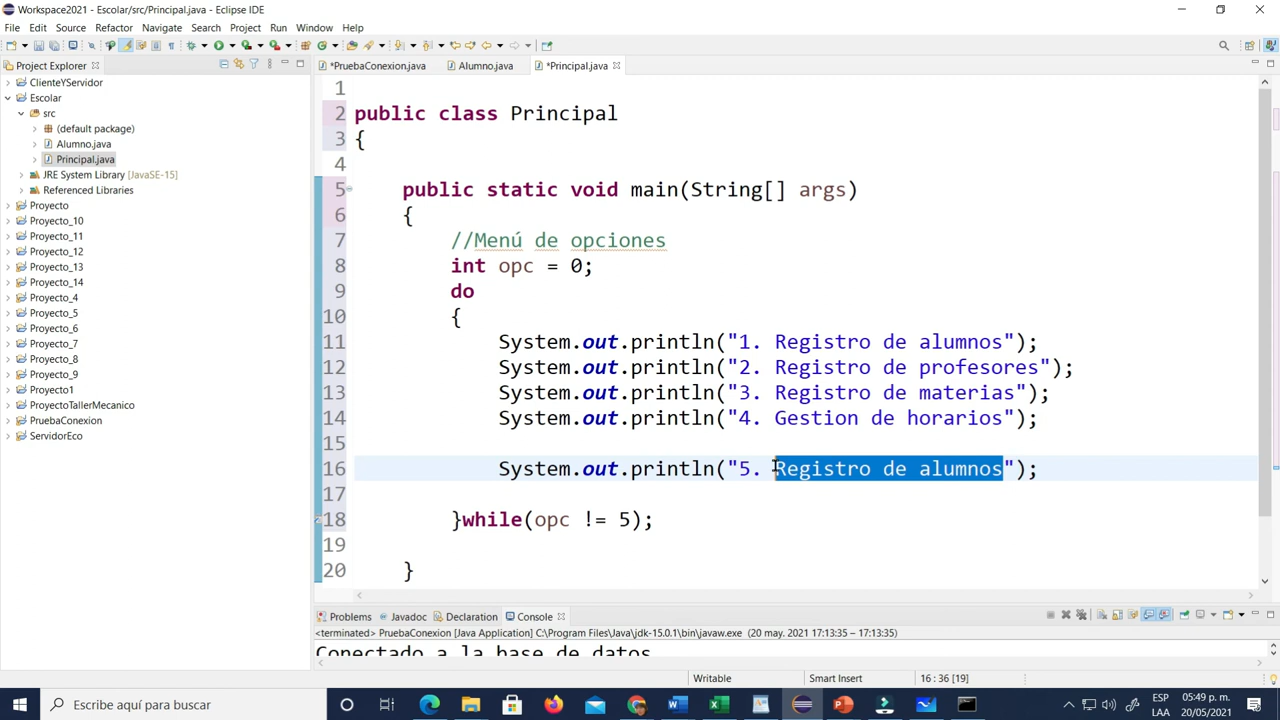 Workspace2021 - Escolar/src/Principal.java - Eclipse IDE
File Edit Source Refactor Navigate Search Project Run Window Help
Project Explorer
*PruebaConexion.java
Alumno.java
*Principal.java
ClienteYServidor
Escolar
src
(default package)
Alumno.java
Principal.java
JRE System Library [JavaSE-15]
Referenced Libraries
Proyecto
Proyecto_10
Proyecto_11
Proyecto_12
Proyecto_13
Proyecto_14
Proyecto_4
Proyecto_5
Proyecto_6
Proyecto_7
Proyecto_8
Proyecto_9
Proyecto1
ProyectoTallerMecanico
PruebaConexion
ServidorEco
1
2 public class Principal
3 {
4
5 public static void main(String[] args)
6 {
7 //Menú de opciones
8 int opc = 0;
9 do
10 {
11 System.out.println("1. Registro de alumnos");
12 System.out.println("2. Registro de profesores");
13 System.out.println("3. Registro de materias");
14 System.out.println("4. Gestion de horarios");
15
16 System.out.println("5. Registro de alumnos");
17
18 }while(opc != 5);
19
20 }
Problems Javadoc Declaration Console
<terminated> PruebaConexion [Java Application] C:\Program Files\Java\jdk-15.0.1\bin\javaw.exe (20 may. 2021 17:13:35 – 17:13:35)
Conectado a la base de datos
Writable Smart Insert 16 : 36 [19]
Escribe aquí para buscar
ESP 05:49 p. m.
LAA 20/05/2021